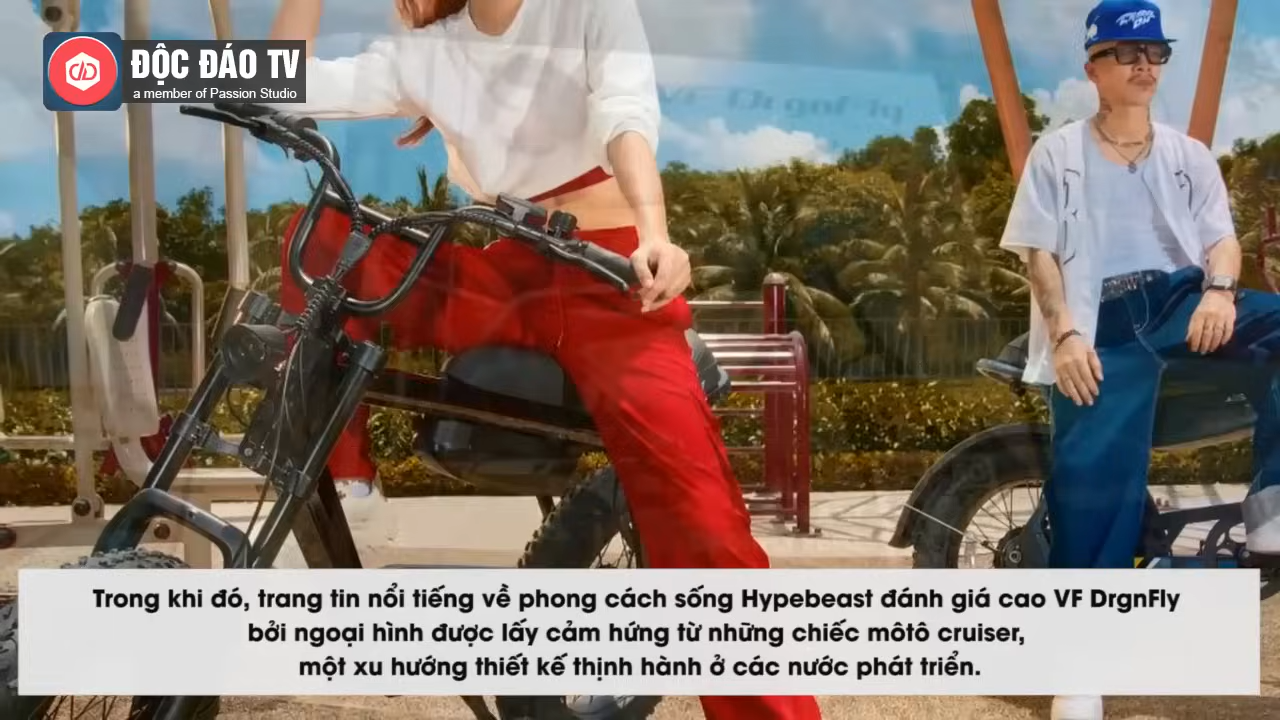 ĐỘC ĐÁO TV
a member of Passion Studio
Trong khi đó, trang tin nổi tiếng về phong cách sống Hypebeast đánh giá cao VF DrgnFly
bởi ngoại hình được lấy cảm hứng từ những chiếc môtô cruiser,
một xu hướng thiết kế thịnh hành ở các nước phát triển.